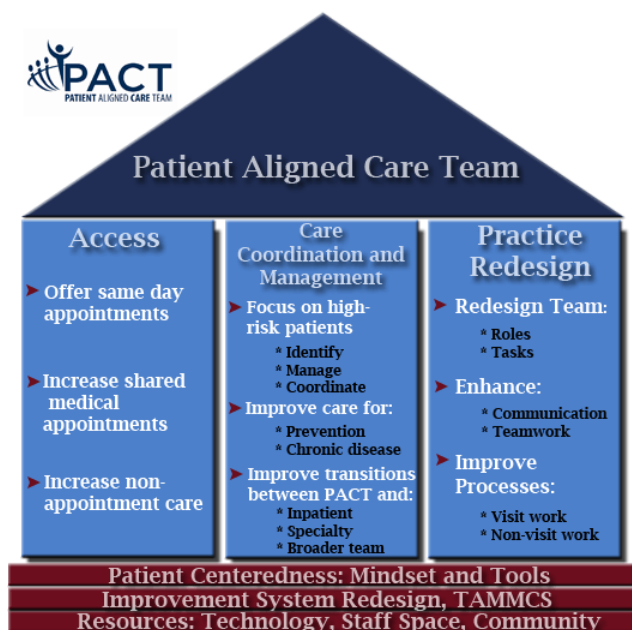 PACT
PATIENT ALIGNED CARE TEAM
Patient Aligned Care Team
Access
Offer same day
appointments
Increase shared
medical
appointments
Increase non-
appointment care
Care
Coordination and
Management
Focus on high-
risk patients
* Identify
* Manage
* Coordinate
Improve care for:
* Prevention
* Chronic disease
Improve transitions
between PACT and:
* Inpatient
* Specialty
* Broader team
Practice
Redesign
Redesign Team:
* Roles
* Tasks
Enhance:
* Communication
* Teamwork
Improve
Processes:
* Visit work
* Non-visit work
Patient Centeredness: Mindset and Tools
Improvement System Redesign, TAMMCS
Resources: Technology, Staff Space, Community